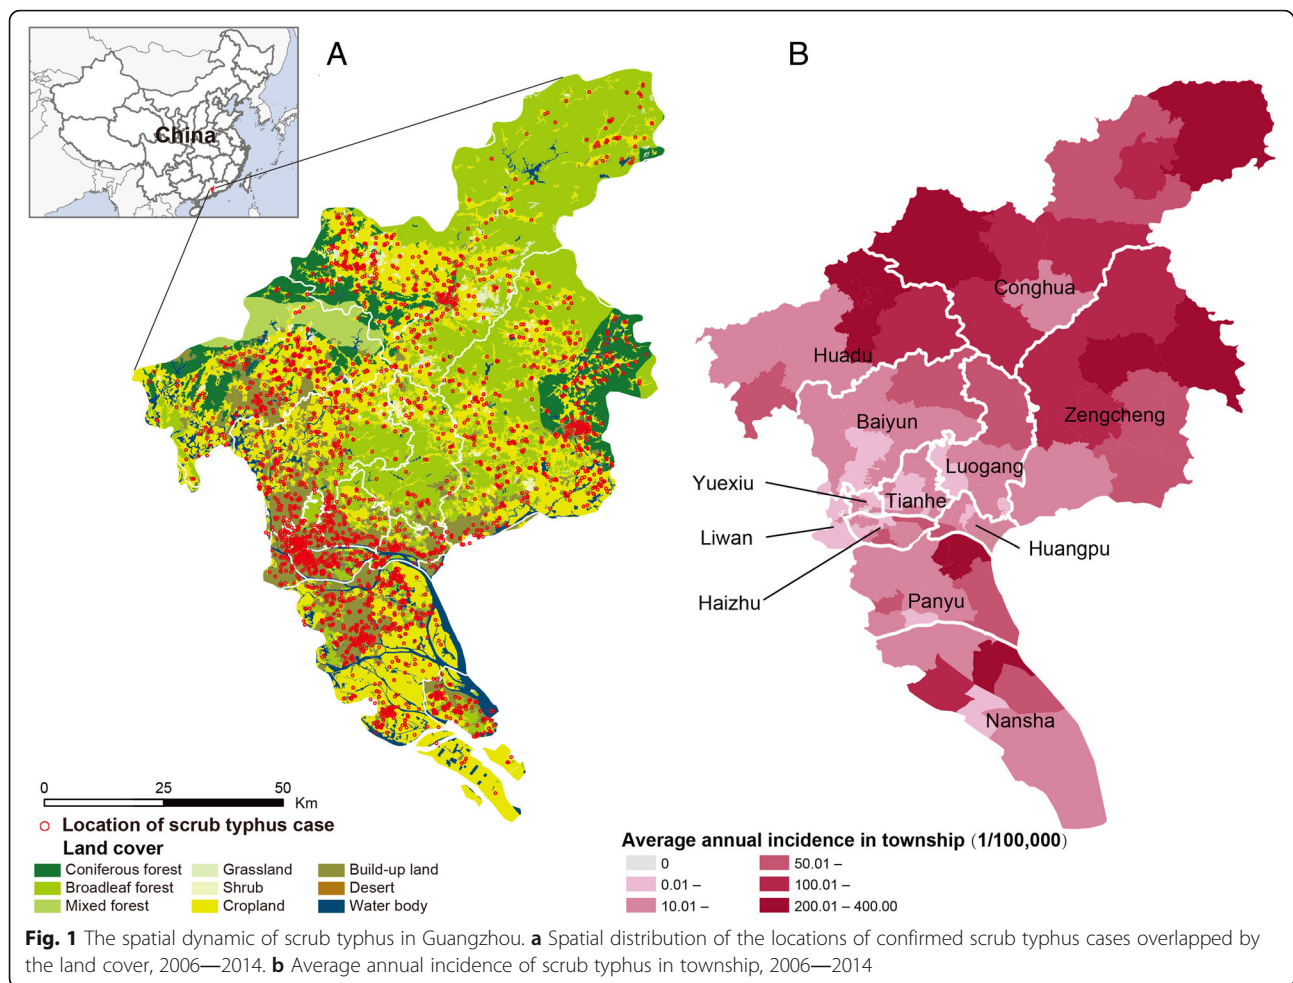 A
B
China
Conghua
Huadu
Zengcheng
Baiyun
Luogang
Yuexiu
Tianhe
Liwan
Huangpu
Haizhu
Panyu
Nansha
0 25 50
Km
Location of scrub typhus case
Land cover
Coniferous forest Grassland Build-up land
Broadleaf forest Shrub Desert
Mixed forest Cropland Water body
Average annual incidence in township (1/100,000)
0 50.01 –
0.01 – 100.01 –
10.01 – 200.01 – 400.00
Fig. 1 The spatial dynamic of scrub typhus in Guangzhou. a Spatial distribution of the locations of confirmed scrub typhus cases overlapped by
the land cover, 2006—2014. b Average annual incidence of scrub typhus in township, 2006—2014